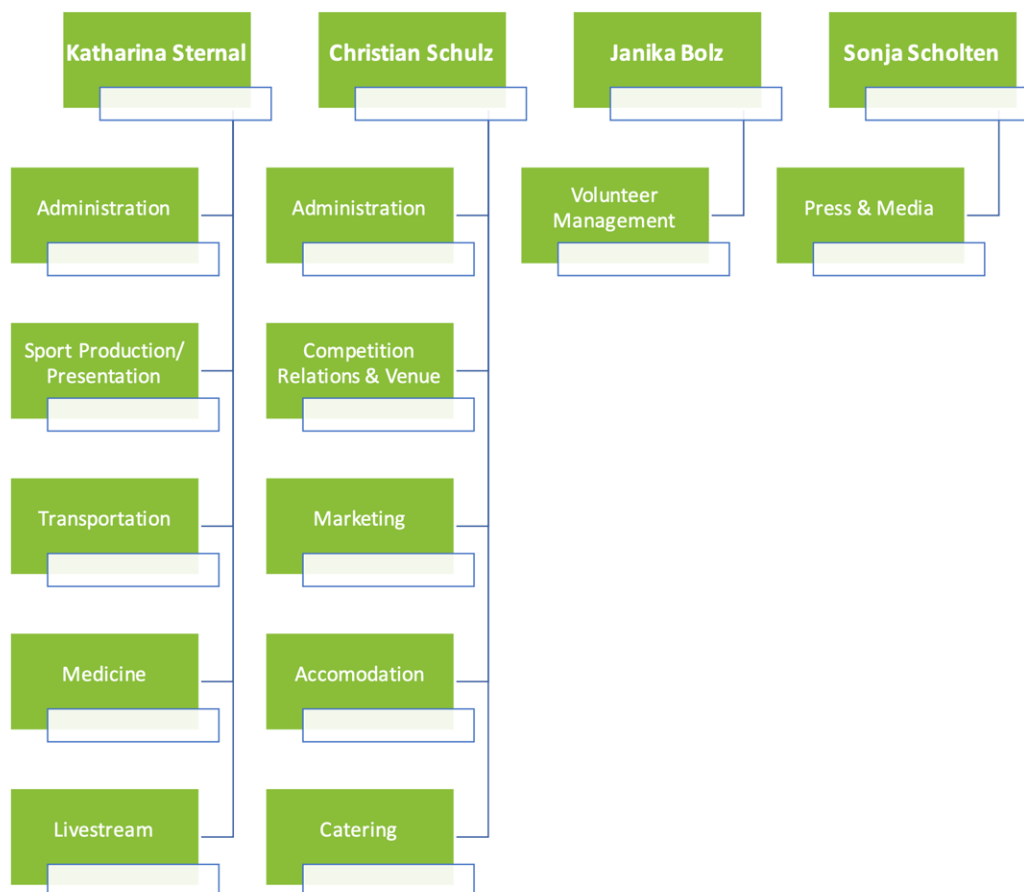 Katharina Sternal
Christian Schulz
Janika Bolz
Sonja Scholten
Administration
Administration
Volunteer
Management
Press & Media
Sport Production/
Presentation
Competition
Relations & Venue
Transportation
Marketing
Medicine
Accomodation
Livestream
Catering